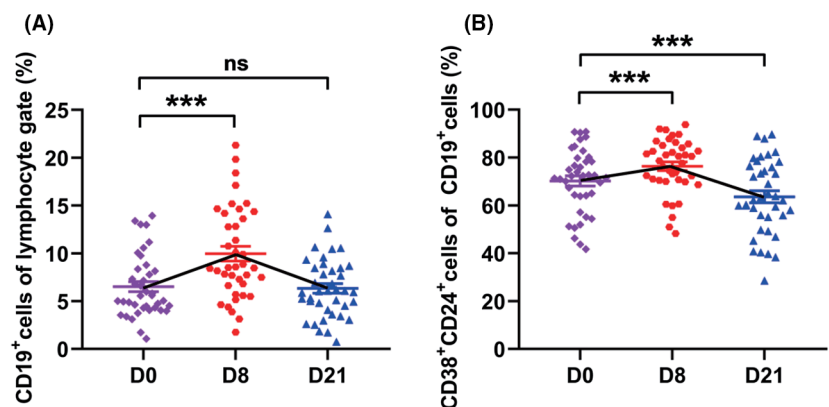 (A)
CD19⁺cells of lymphocyte gate (%)
ns
***
25
20
15
10
5
0
D0 D8 D21
(B)
CD38⁺CD24⁺cells of CD19⁺cells (%)
***
***
100
80
60
40
20
0
D0 D8 D21